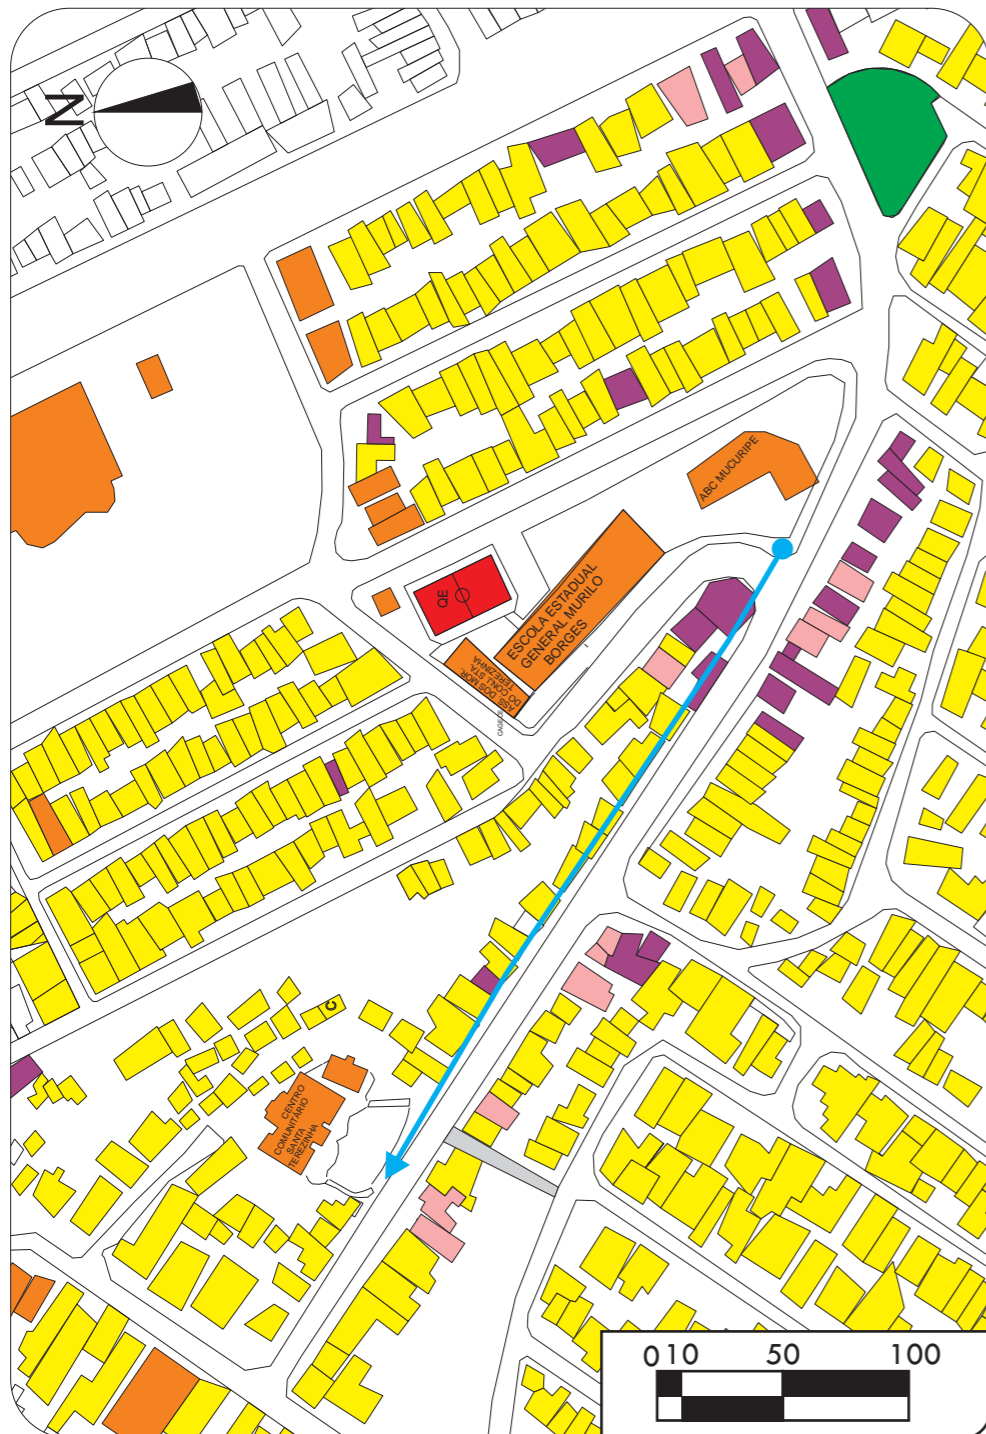 N
ABC MUCURIPE
QE
ESCOLA ESTADUAL
GENERAL MURILO
BORGES
ASS. DOS MOR.
DO CONJ. STA.
TEREZINHA
C
CENTRO
COMUNITÁRIO
SANTA
TEREZINHA
0 10 50 100